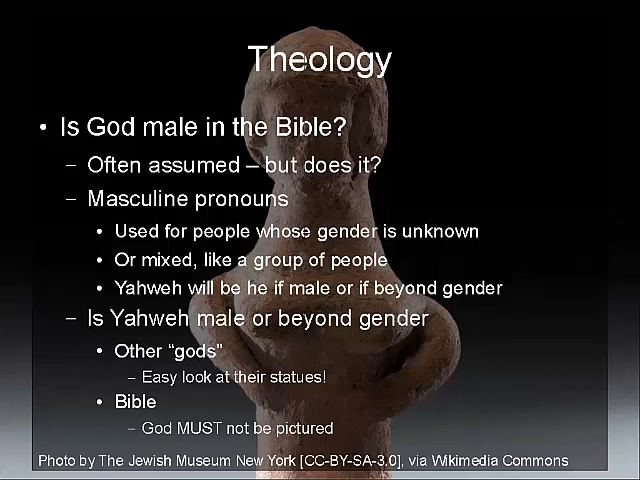 Theology
• Is God male in the Bible?
– Often assumed – but does it?
– Masculine pronouns
• Used for people whose gender is unknown
• Or mixed, like a group of people
• Yahweh will be he if male or if beyond gender
– Is Yahweh male or beyond gender
• Other “gods”
– Easy look at their statues!
• Bible
– God MUST not be pictured
Photo by The Jewish Museum New York [CC-BY-SA-3.0], via Wikimedia Commons